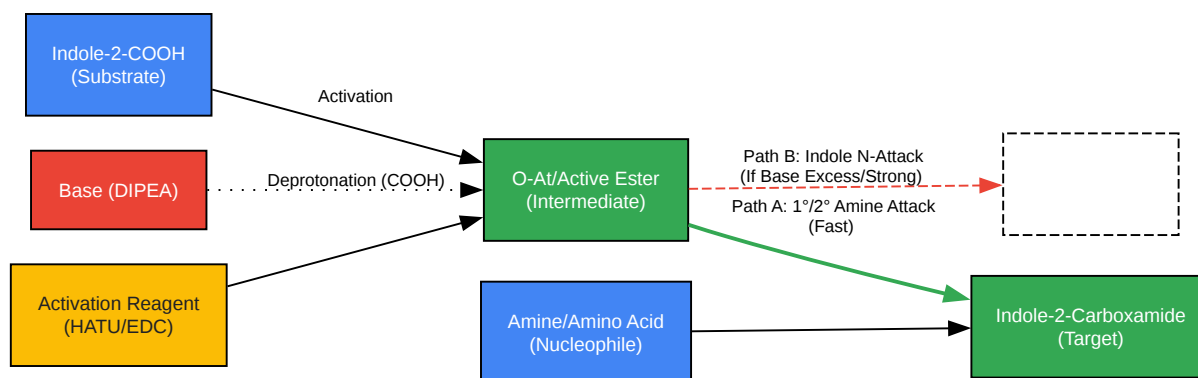 Indole-2-COOH
(Substrate)
Activation
Base (DIPEA)
Deprotonation (COOH)
O-At/Active Ester
(Intermediate)
Path B: Indole N-Attack
(If Base Excess/Strong)
Path A: 1°/2° Amine Attack
(Fast)
Activation Reagent
(HATU/EDC)
Amine/Amino Acid
(Nucleophile)
Indole-2-Carboxamide
(Target)